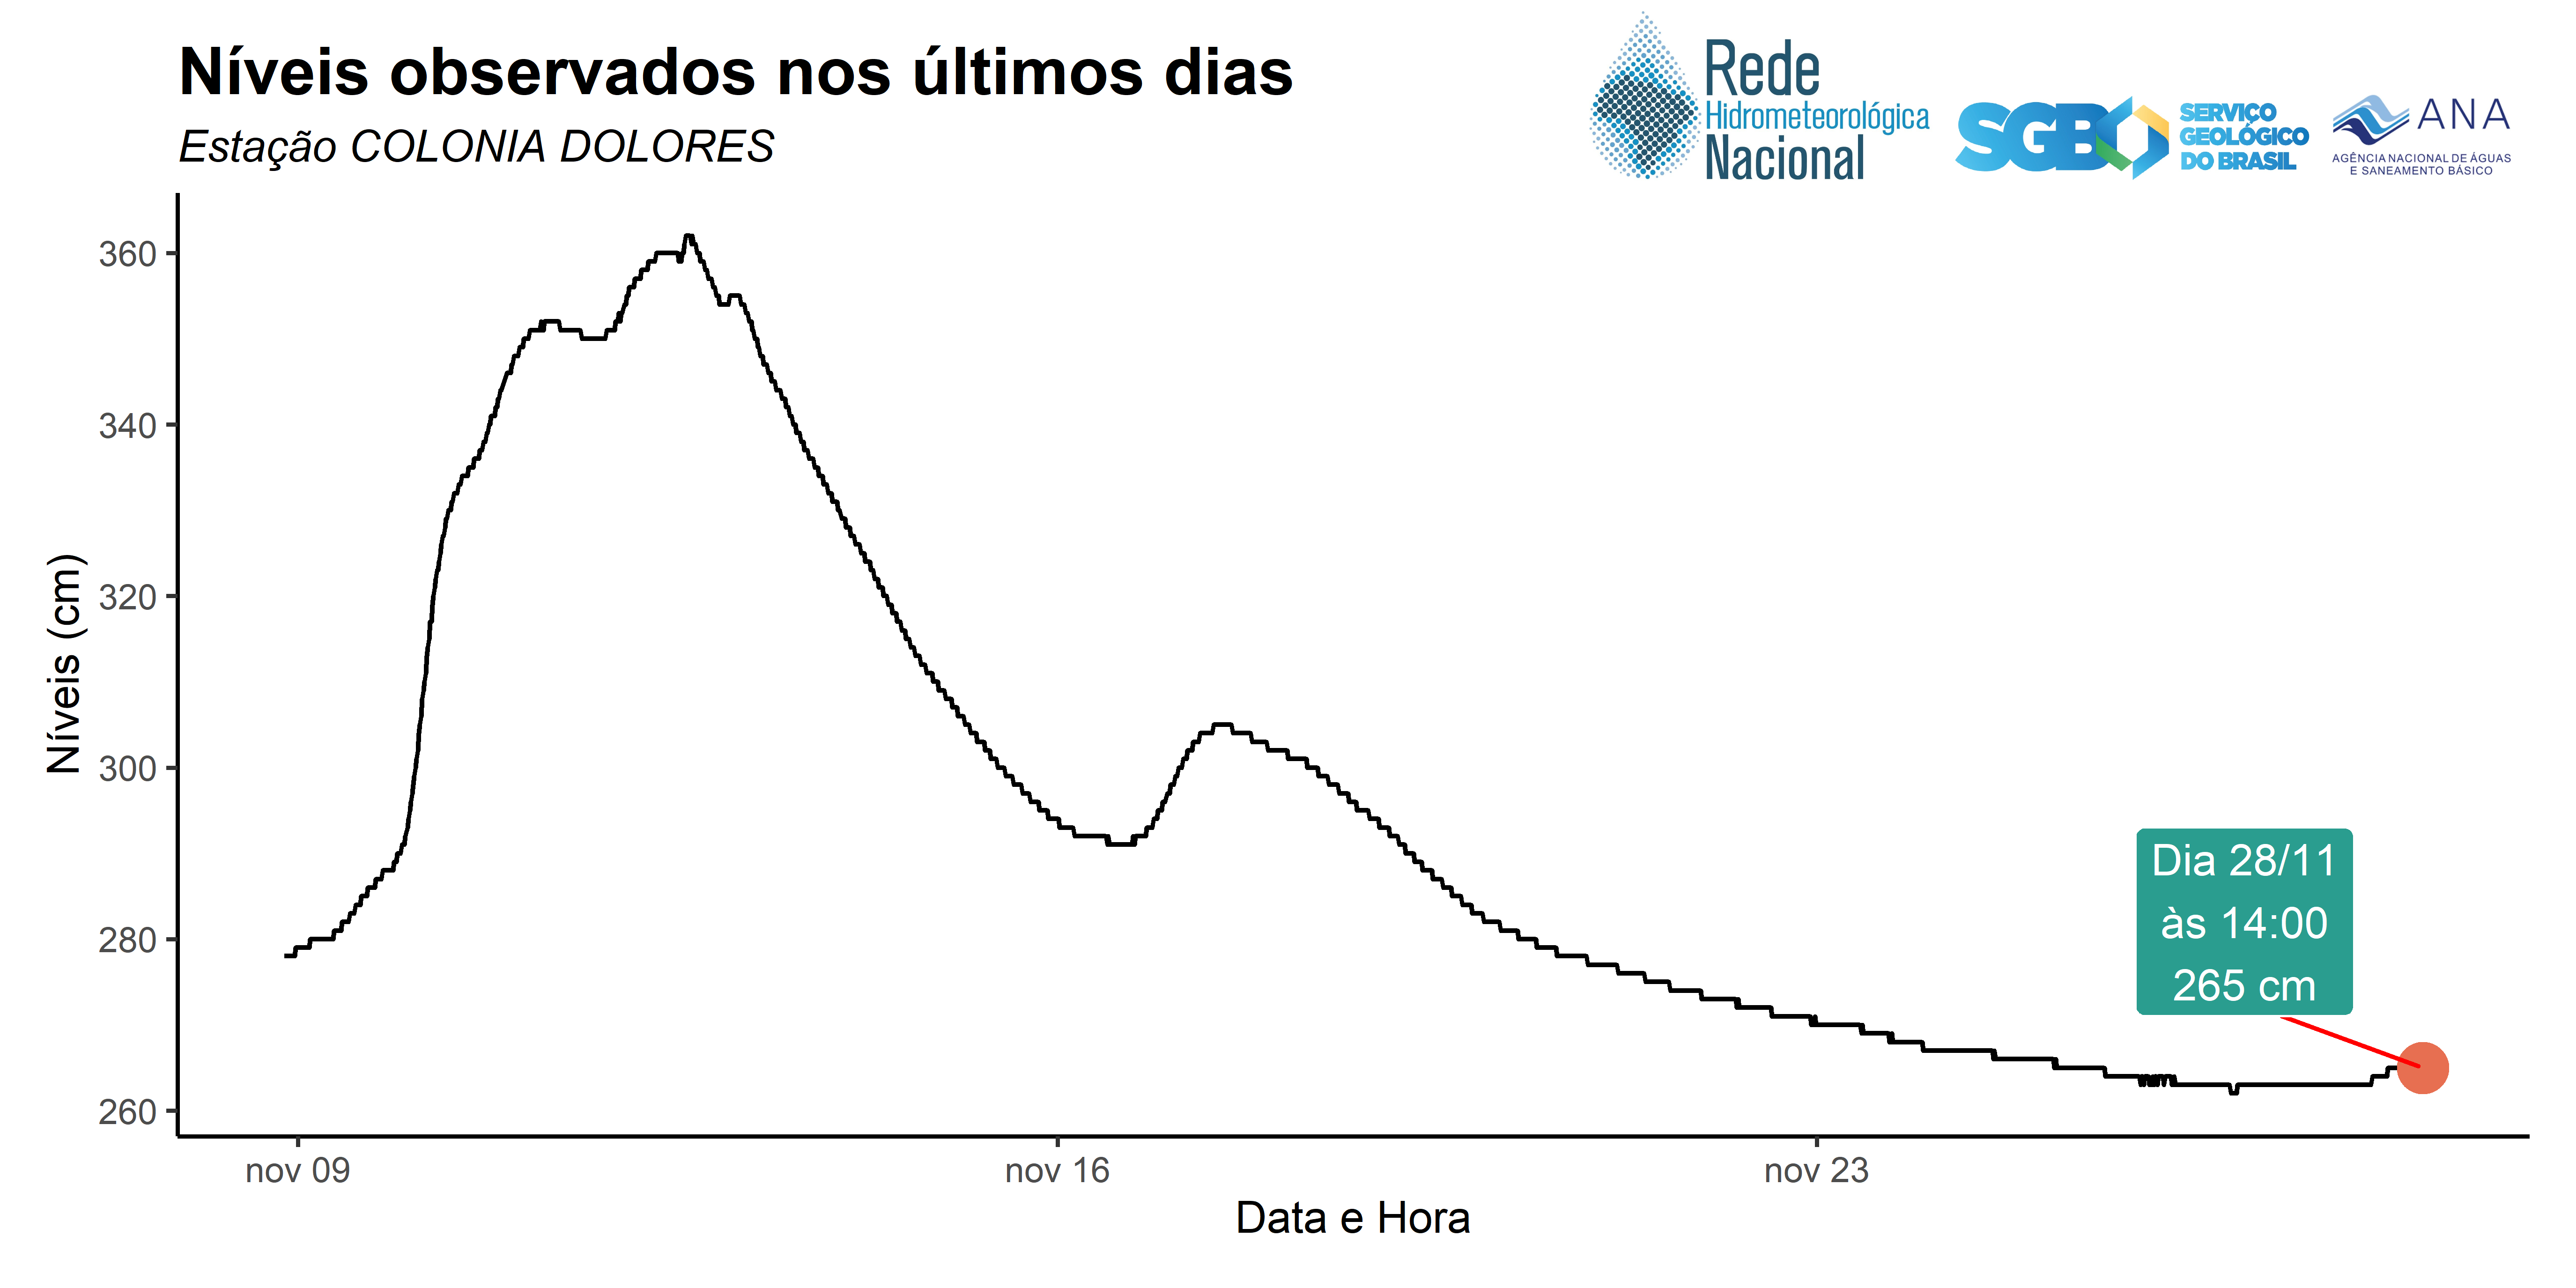 Níveis observados nos últimos dias
Estação COLONIA DOLORES
Rede
Hidrometeorológica
Nacional
SGB
SERVIÇO
GEOLÓGICO
DO BRASIL
ANA
AGÊNCIA NACIONAL DE ÁGUAS
E SANEAMENTO BÁSICO
Níveis (cm)
360
340
320
300
280
260
Dia 28/11
às 14:00
265 cm
nov 09
nov 16
nov 23
Data e Hora